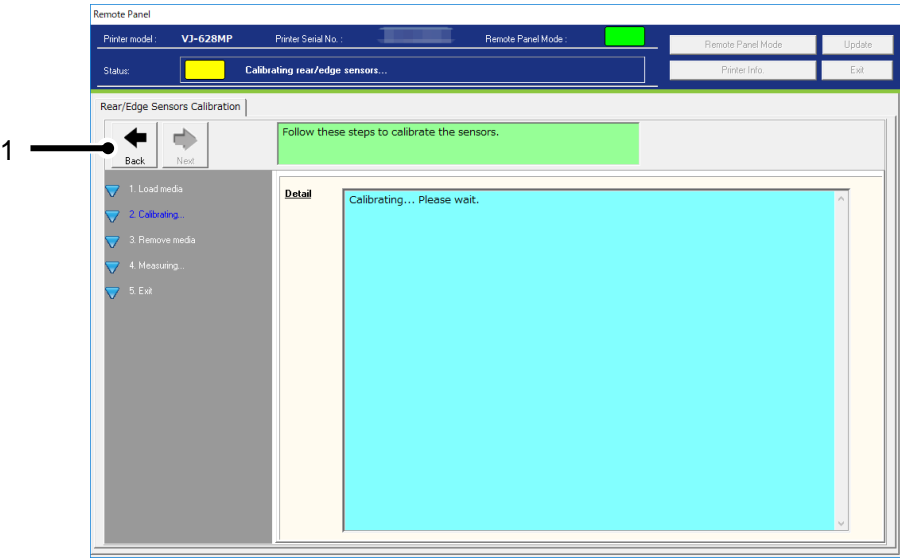 Remote Panel
Printer model : VJ-628MP Printer Serial No. : Remote Panel Mode : Remote Panel Mode Update
Status: Calibrating rear/edge sensors... Printer Info. Exit
Rear/Edge Sensors Calibration
1
Back Next
Follow these steps to calibrate the sensors.
1. Load media
2. Calibrating...
3. Remove media
4. Measuring...
5. Exit
Detail
Calibrating... Please wait.